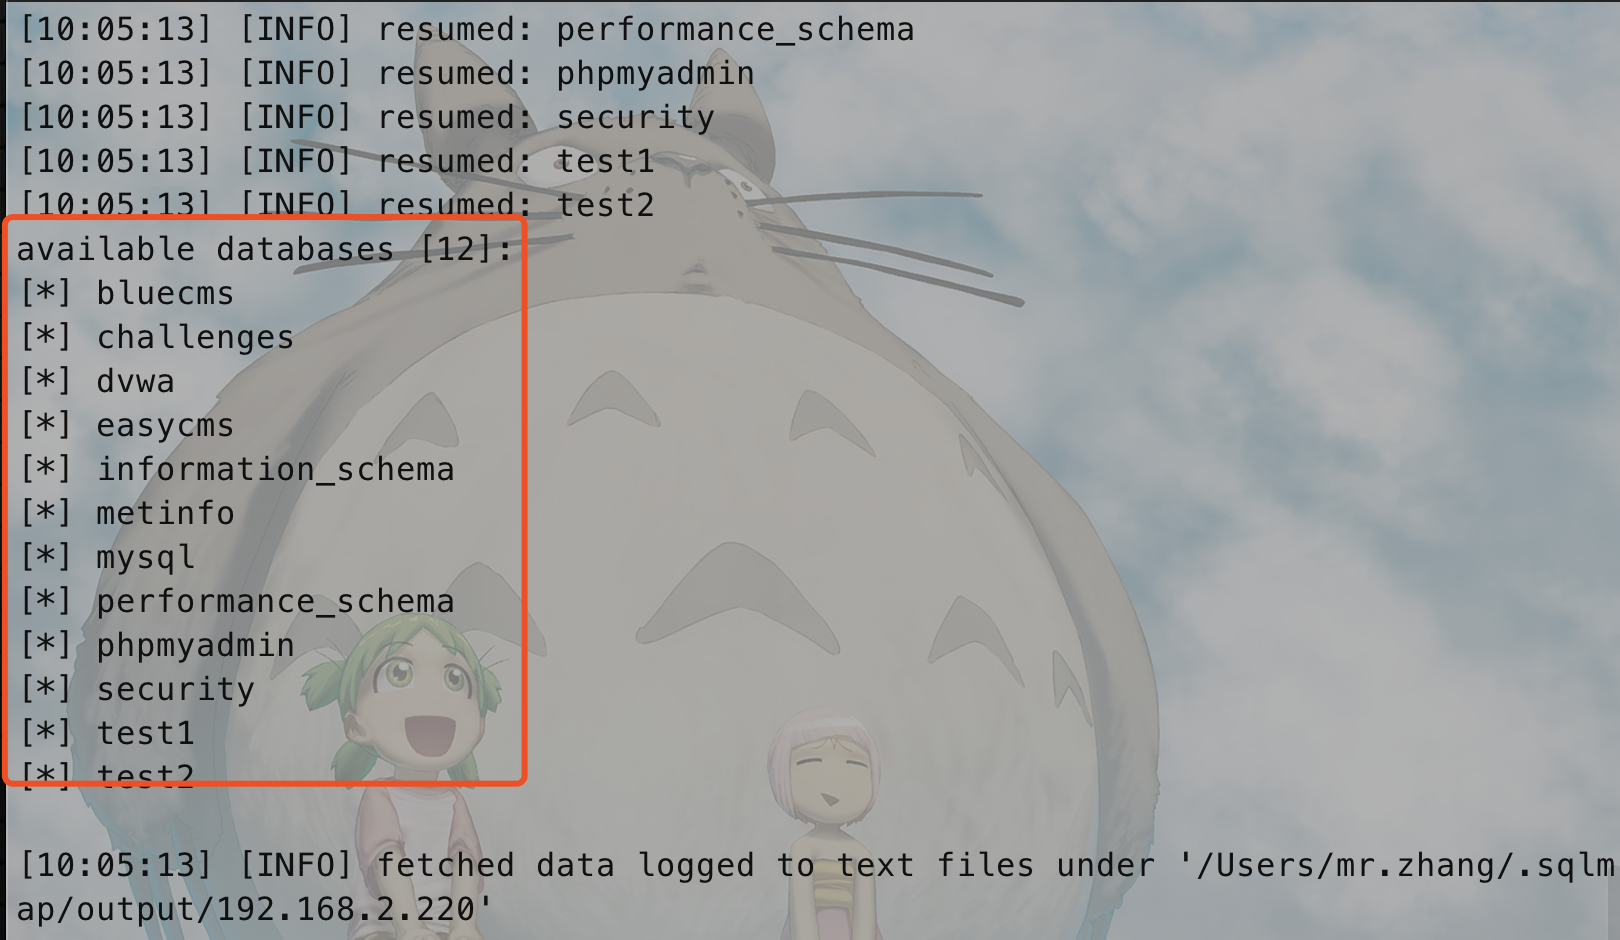 [10:05:13] [INFO] resumed: performance_schema
[10:05:13] [INFO] resumed: phpmyadmin
[10:05:13] [INFO] resumed: security
[10:05:13] [INFO] resumed: test1
[10:05:13] [INFO] resumed: test2
available databases [12]:
[*] bluecms
[*] challenges
[*] dvwa
[*] easycms
[*] information_schema
[*] metinfo
[*] mysql
[*] performance_schema
[*] phpmyadmin
[*] security
[*] test1
[*] test2
[10:05:13] [INFO] fetched data logged to text files under '/Users/mr.zhang/.sqlm
ap/output/192.168.2.220'